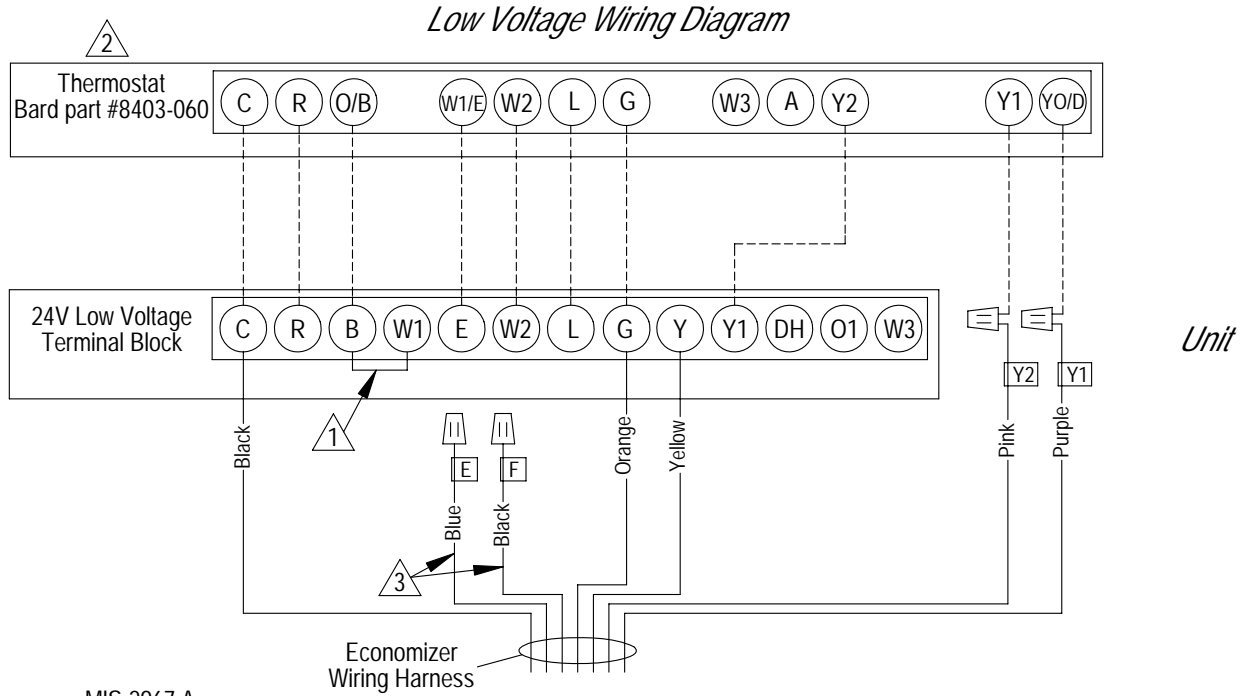 Low Voltage Wiring Diagram
2
Thermostat
Bard part #8403-060
C R O/B W1/E W2 L G W3 A Y2 Y1 YO/D
24V Low Voltage
Terminal Block
C R B W1 E W2 L G Y Y1 DH O1 W3
Unit
Y2 Y1
1
Black
Orange
Yellow
Pink
Purple
E F
Blue
Black
3
Economizer
Wiring Harness